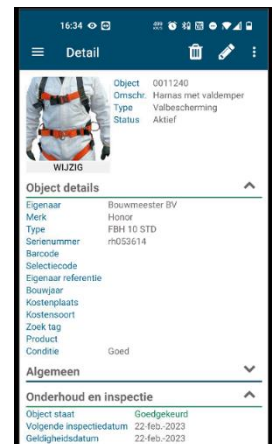 16:34
Detail
Object 0011240
Omschr. Harnas met valdemper
Type Valbescherming
Status Aktief
WIJZIG
Object details
Eigenaar Bouwmeester BV
Merk Honor
Type FBH 10 STD
Serienummer rh053614
Barcode
Selectiecode
Eigenaar referentie
Bouwjaar
Kostenplaats
Kostensoort
Zoek tag
Product
Conditie Goed
Algemeen
Onderhoud en inspectie
Object staat Goedgekeurd
Volgende inspectiedatum 22-feb.-2023
Geldigheidsdatum 22-feb.-2023